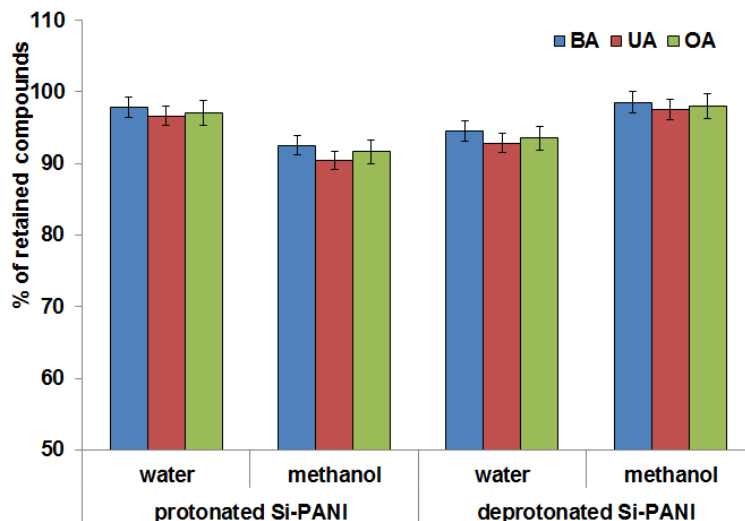 % of retained compounds
110
100
90
80
70
60
50
BA UA OA
water methanol water methanol
protonated Si-PANI deprotonated Si-PANI